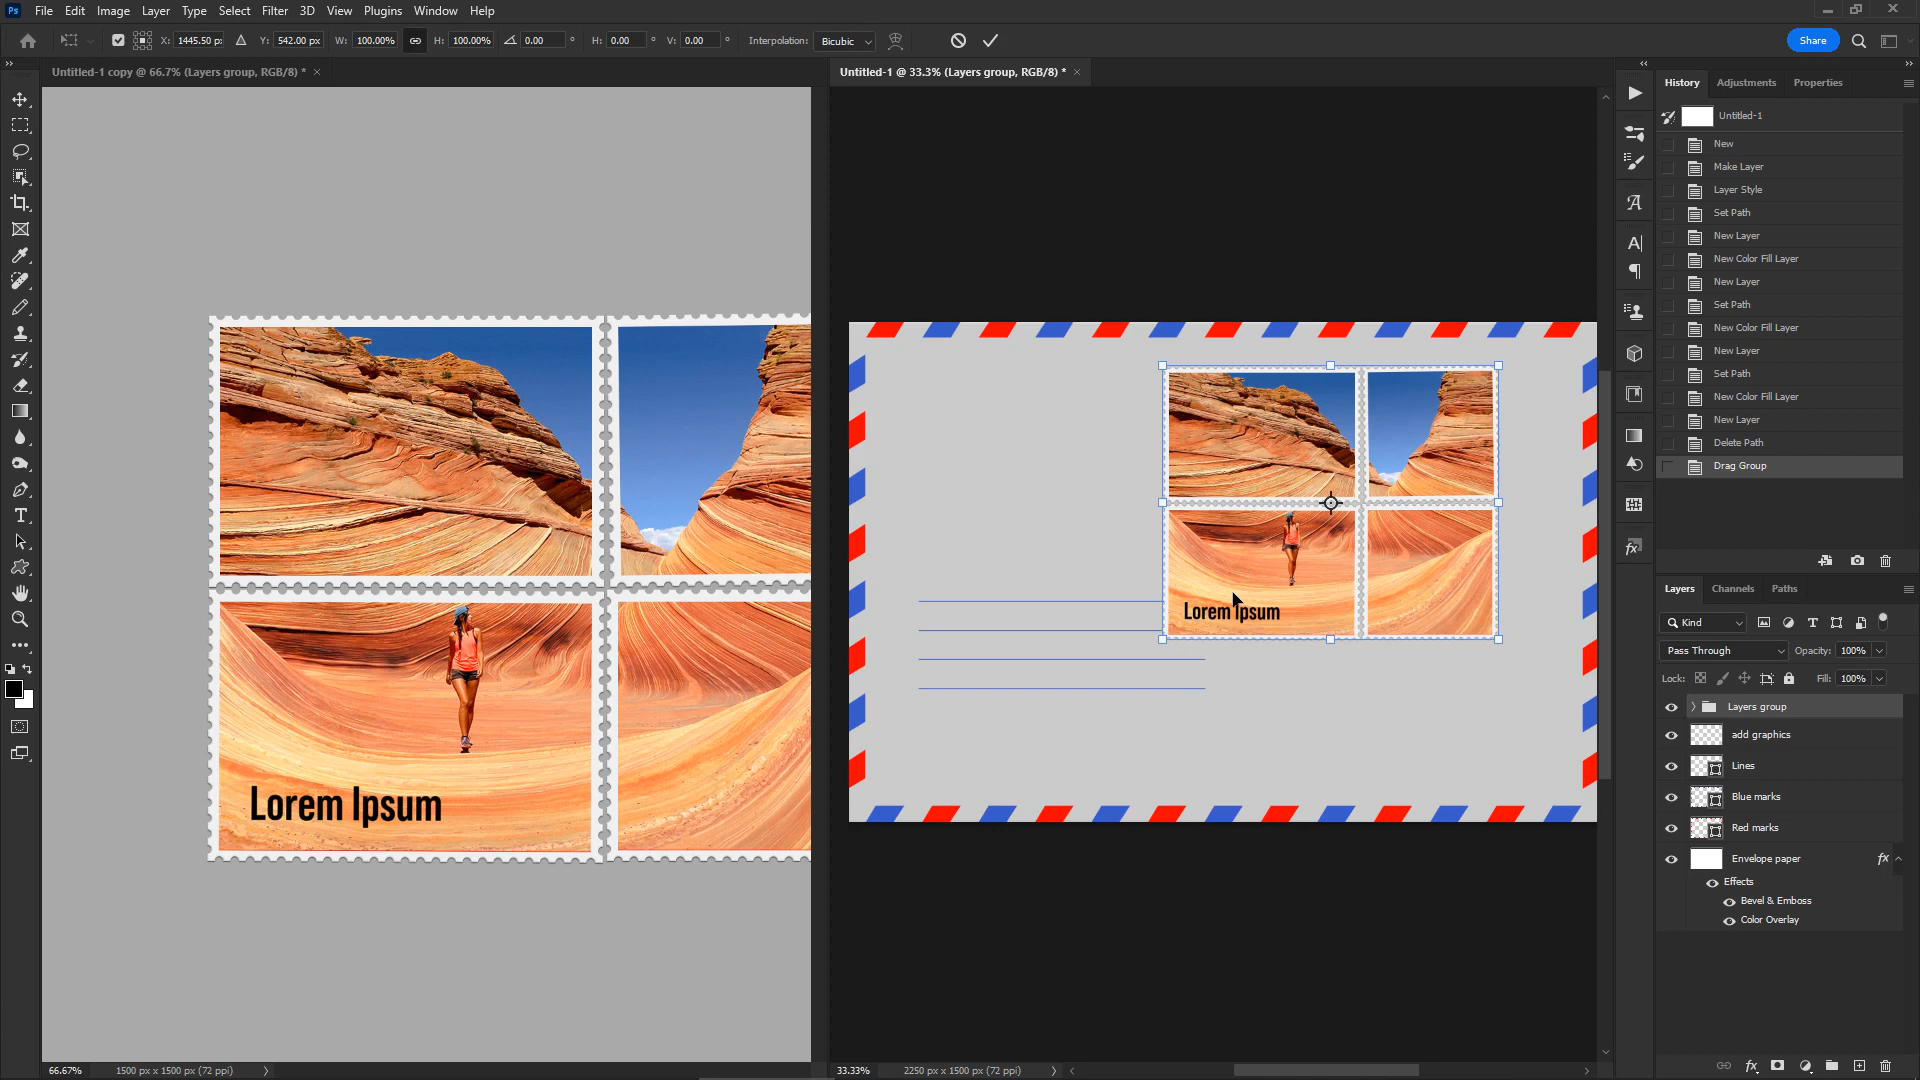 Ps File Edit Image Layer Type Select Filter 3D View Plugins Window Help
X: 1445.50 px Y: 542.00 px W: 100.00% H: 100.00% 0.00 ° H: 0.00 ° V: 0.00 ° Interpolation: Bicubic Share
Untitled-1 copy @ 66.7% (Layers group, RGB/8) * ×
Untitled-1 @ 33.3% (Layers group, RGB/8) * ×
Lorem Ipsum
Lorem Ipsum
History Adjustments Properties
Untitled-1
New
Make Layer
Layer Style
Set Path
New Layer
New Color Fill Layer
New Layer
Set Path
New Color Fill Layer
New Layer
Set Path
New Color Fill Layer
New Layer
Delete Path
Drag Group
Layers Channels Paths
Kind
Pass Through Opacity: 100%
Lock: Fill: 100%
Layers group
add graphics
Lines
Blue marks
Red marks
Envelope paper fx
Effects
Bevel & Emboss
Color Overlay
66.67% 1500 px x 1500 px (72 ppi)
33.33% 2250 px x 1500 px (72 ppi)